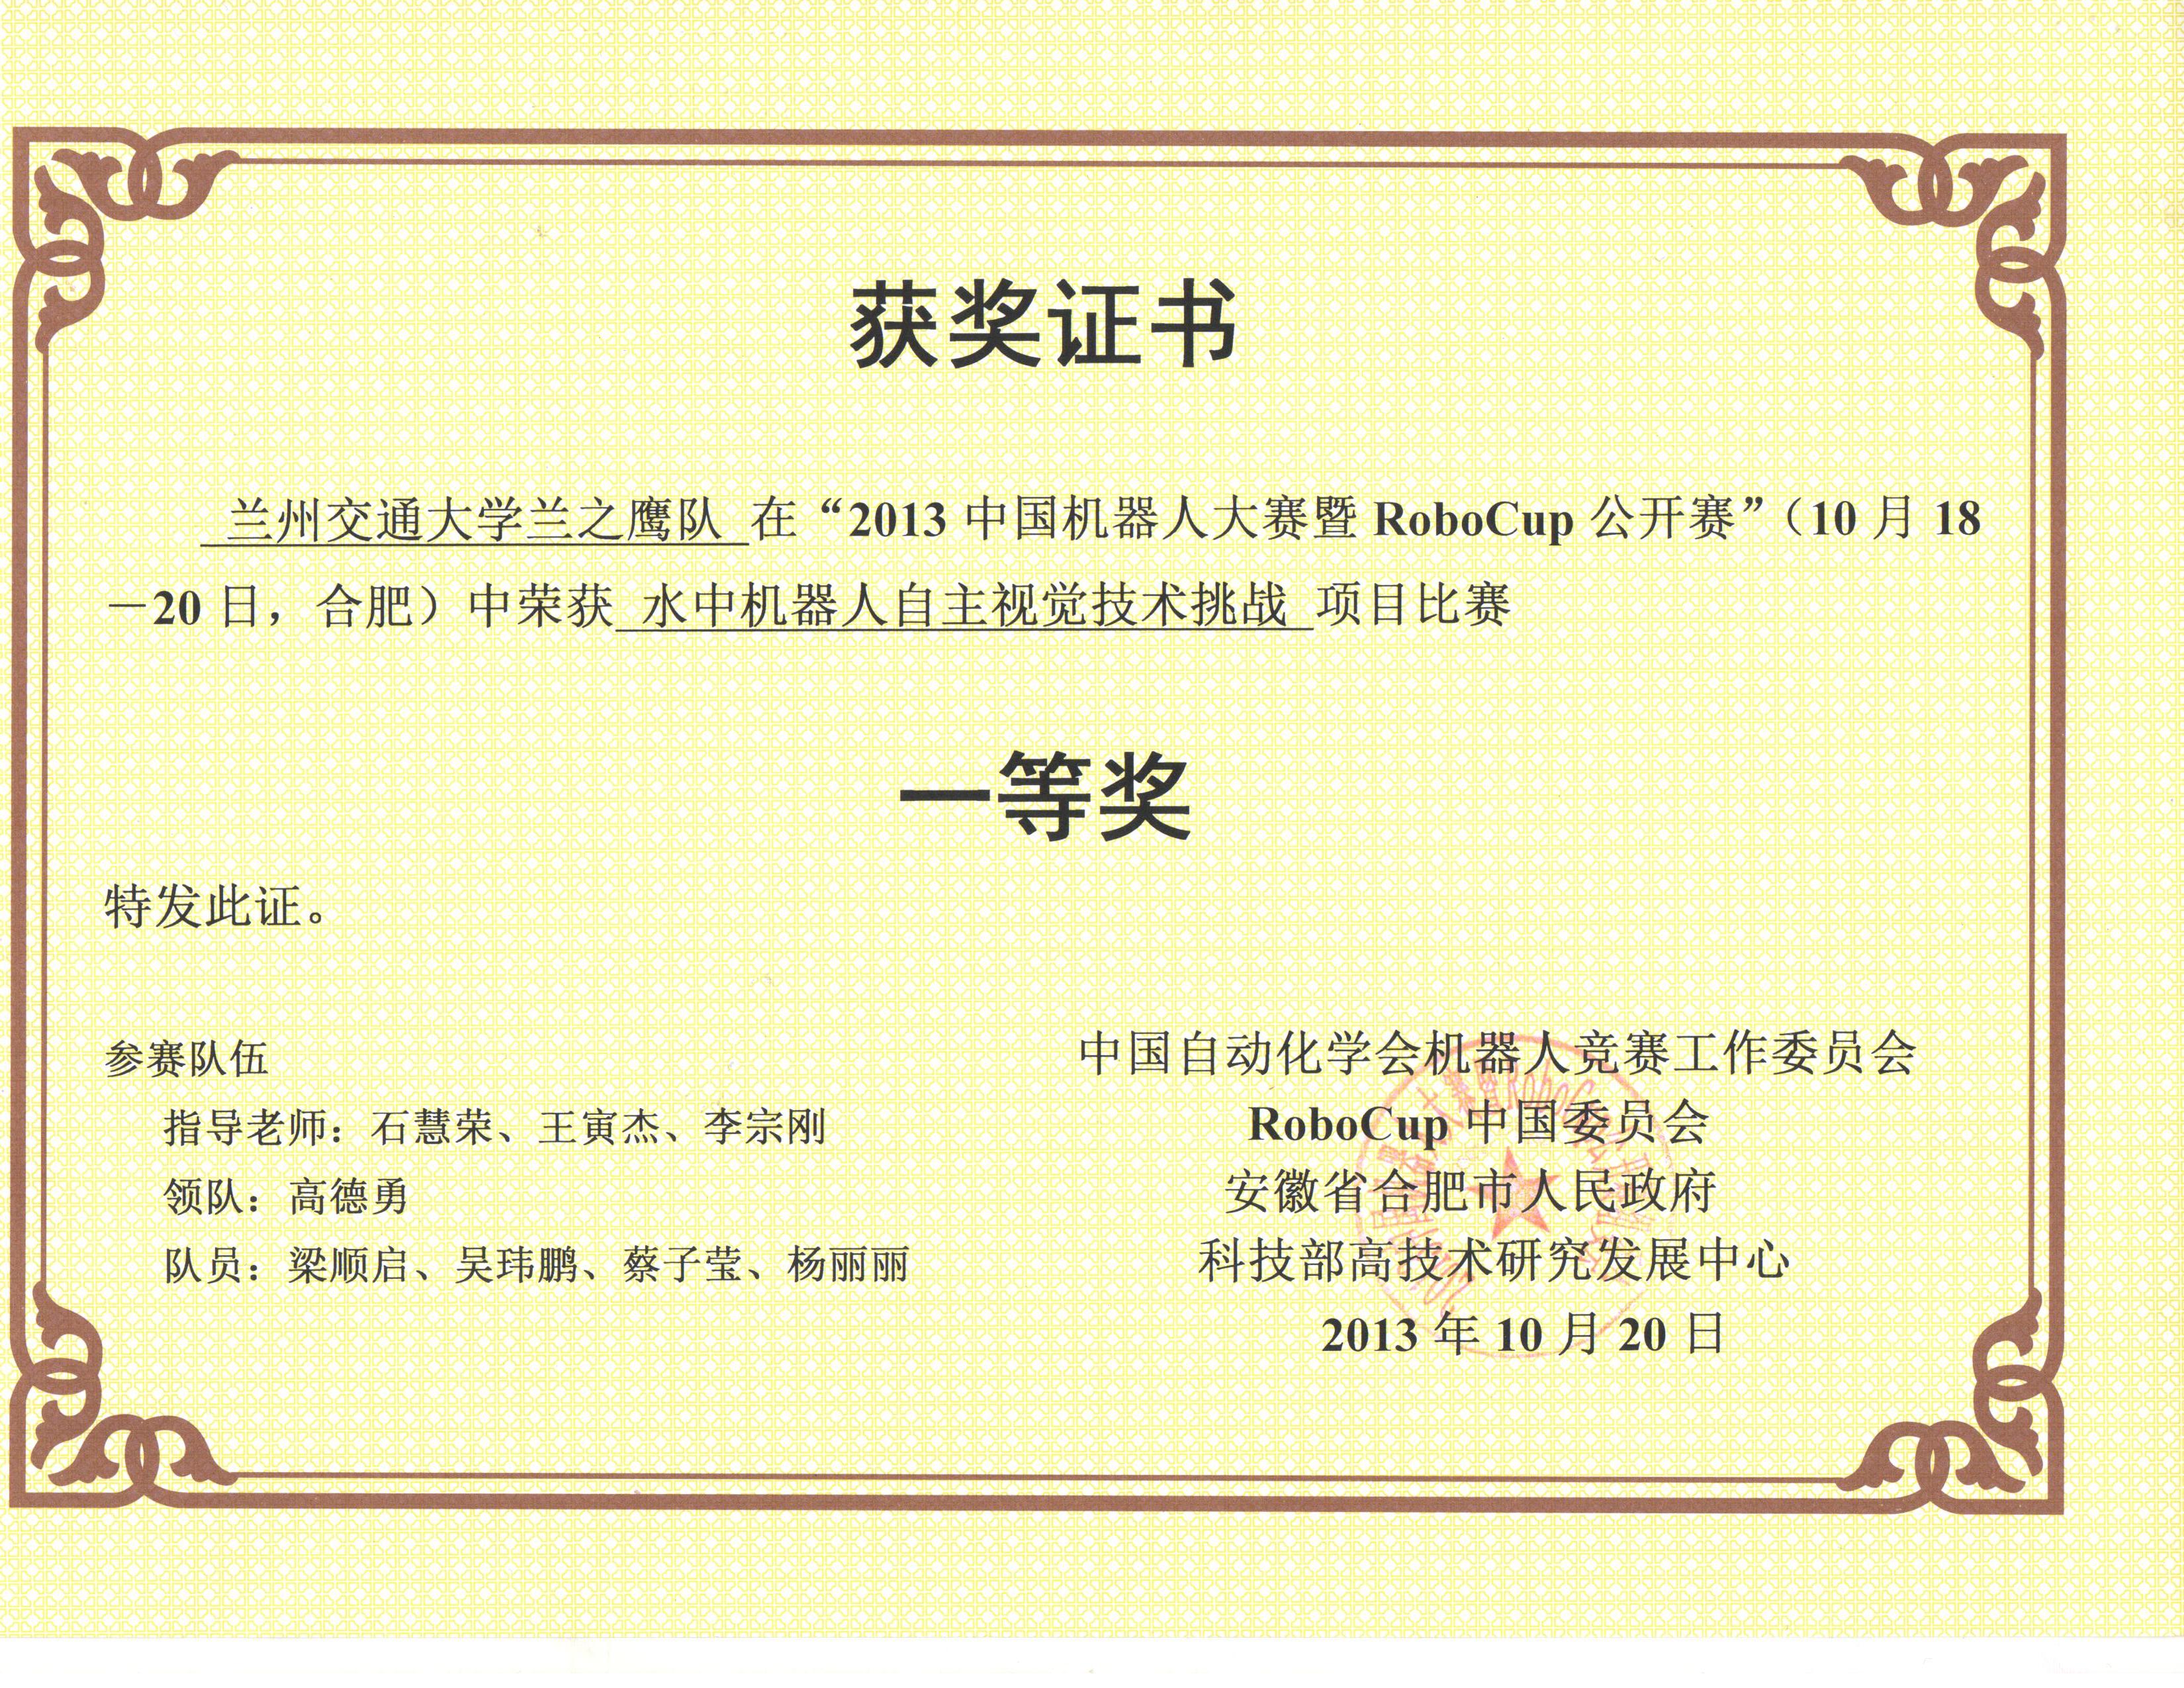 获奖证书
兰州交通大学兰之鹰队 在“2013 中国机器人大赛暨 RoboCup 公开赛”（10 月 18
－20 日，合肥）中荣获 水中机器人自主视觉技术挑战 项目比赛
一等奖
特发此证。
参赛队伍
指导老师：石慧荣、王寅杰、李宗刚
领队：高德勇
队员：梁顺启、吴玮鹏、蔡子莹、杨丽丽
中国自动化学会机器人竞赛工作委员会
RoboCup 中国委员会
安徽省合肥市人民政府
科技部高技术研究发展中心
2013 年 10 月 20 日